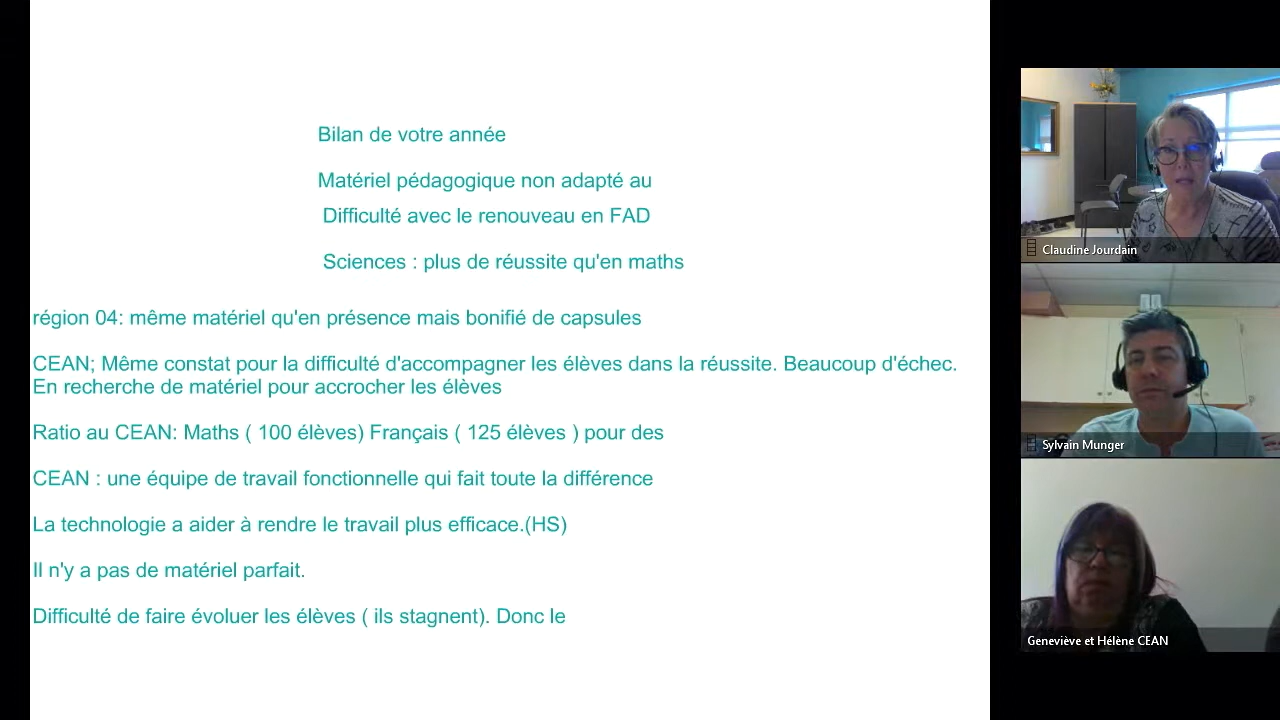 Bilan de votre année
Matériel pédagogique non adapté au
Difficulté avec le renouveau en FAD
Sciences : plus de réussite qu'en maths
région 04: même matériel qu'en présence mais bonifié de capsules
CEAN; Même constat pour la difficulté d'accompagner les élèves dans la réussite. Beaucoup d'échec.
En recherche de matériel pour accrocher les élèves
Ratio au CEAN: Maths ( 100 élèves) Français ( 125 élèves ) pour des
CEAN : une équipe de travail fonctionnelle qui fait toute la différence
La technologie a aider à rendre le travail plus efficace.(HS)
Il n'y a pas de matériel parfait.
Difficulté de faire évoluer les élèves ( ils stagnent). Donc le
Claudine Jourdain
Sylvain Munger
Geneviève et Hélène CEAN